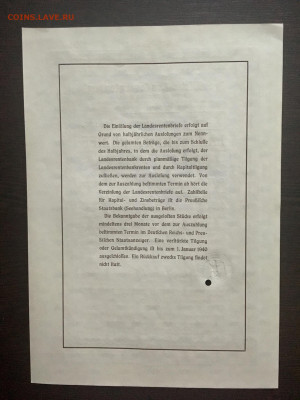 COINS.LAVE.RU
Die Einlösung der Landesrentenbriefe erfolgt auf
Grund von halbjährlichen Auslosungen zum Nenn-
wert. Die gesamten Beträge, die bis zum Schlusse
des Halbjahres, in dem die Auslosung erfolgt, der
Landesrentenbank durch planmäßige Tilgung der
Landesrentenbankrenten und durch Kapitaltilgung
zufließen, werden zur Auslosung verwendet. Von
dem zur Auszahlung bestimmten Termin ab hört die
Verzinsung der Landesrentenbriefe auf. Zahlstelle
für Kapital- und Zinsbeträge ist die Preußische
Staatsbank (Seehandlung) in Berlin.
Die Bekanntgabe der ausgelosten Stücke erfolgt
mindestens drei Monate vor dem zur Auszahlung
bestimmten Termin im Deutschen Reichs- und Preu-
ßischen Staatsanzeiger. Eine verstärkte Tilgung
oder Gesamtkündigung ist bis zum 1. Januar
ausgeschlossen. Ein Rückkauf zwecks Tilgung findet
nicht statt.